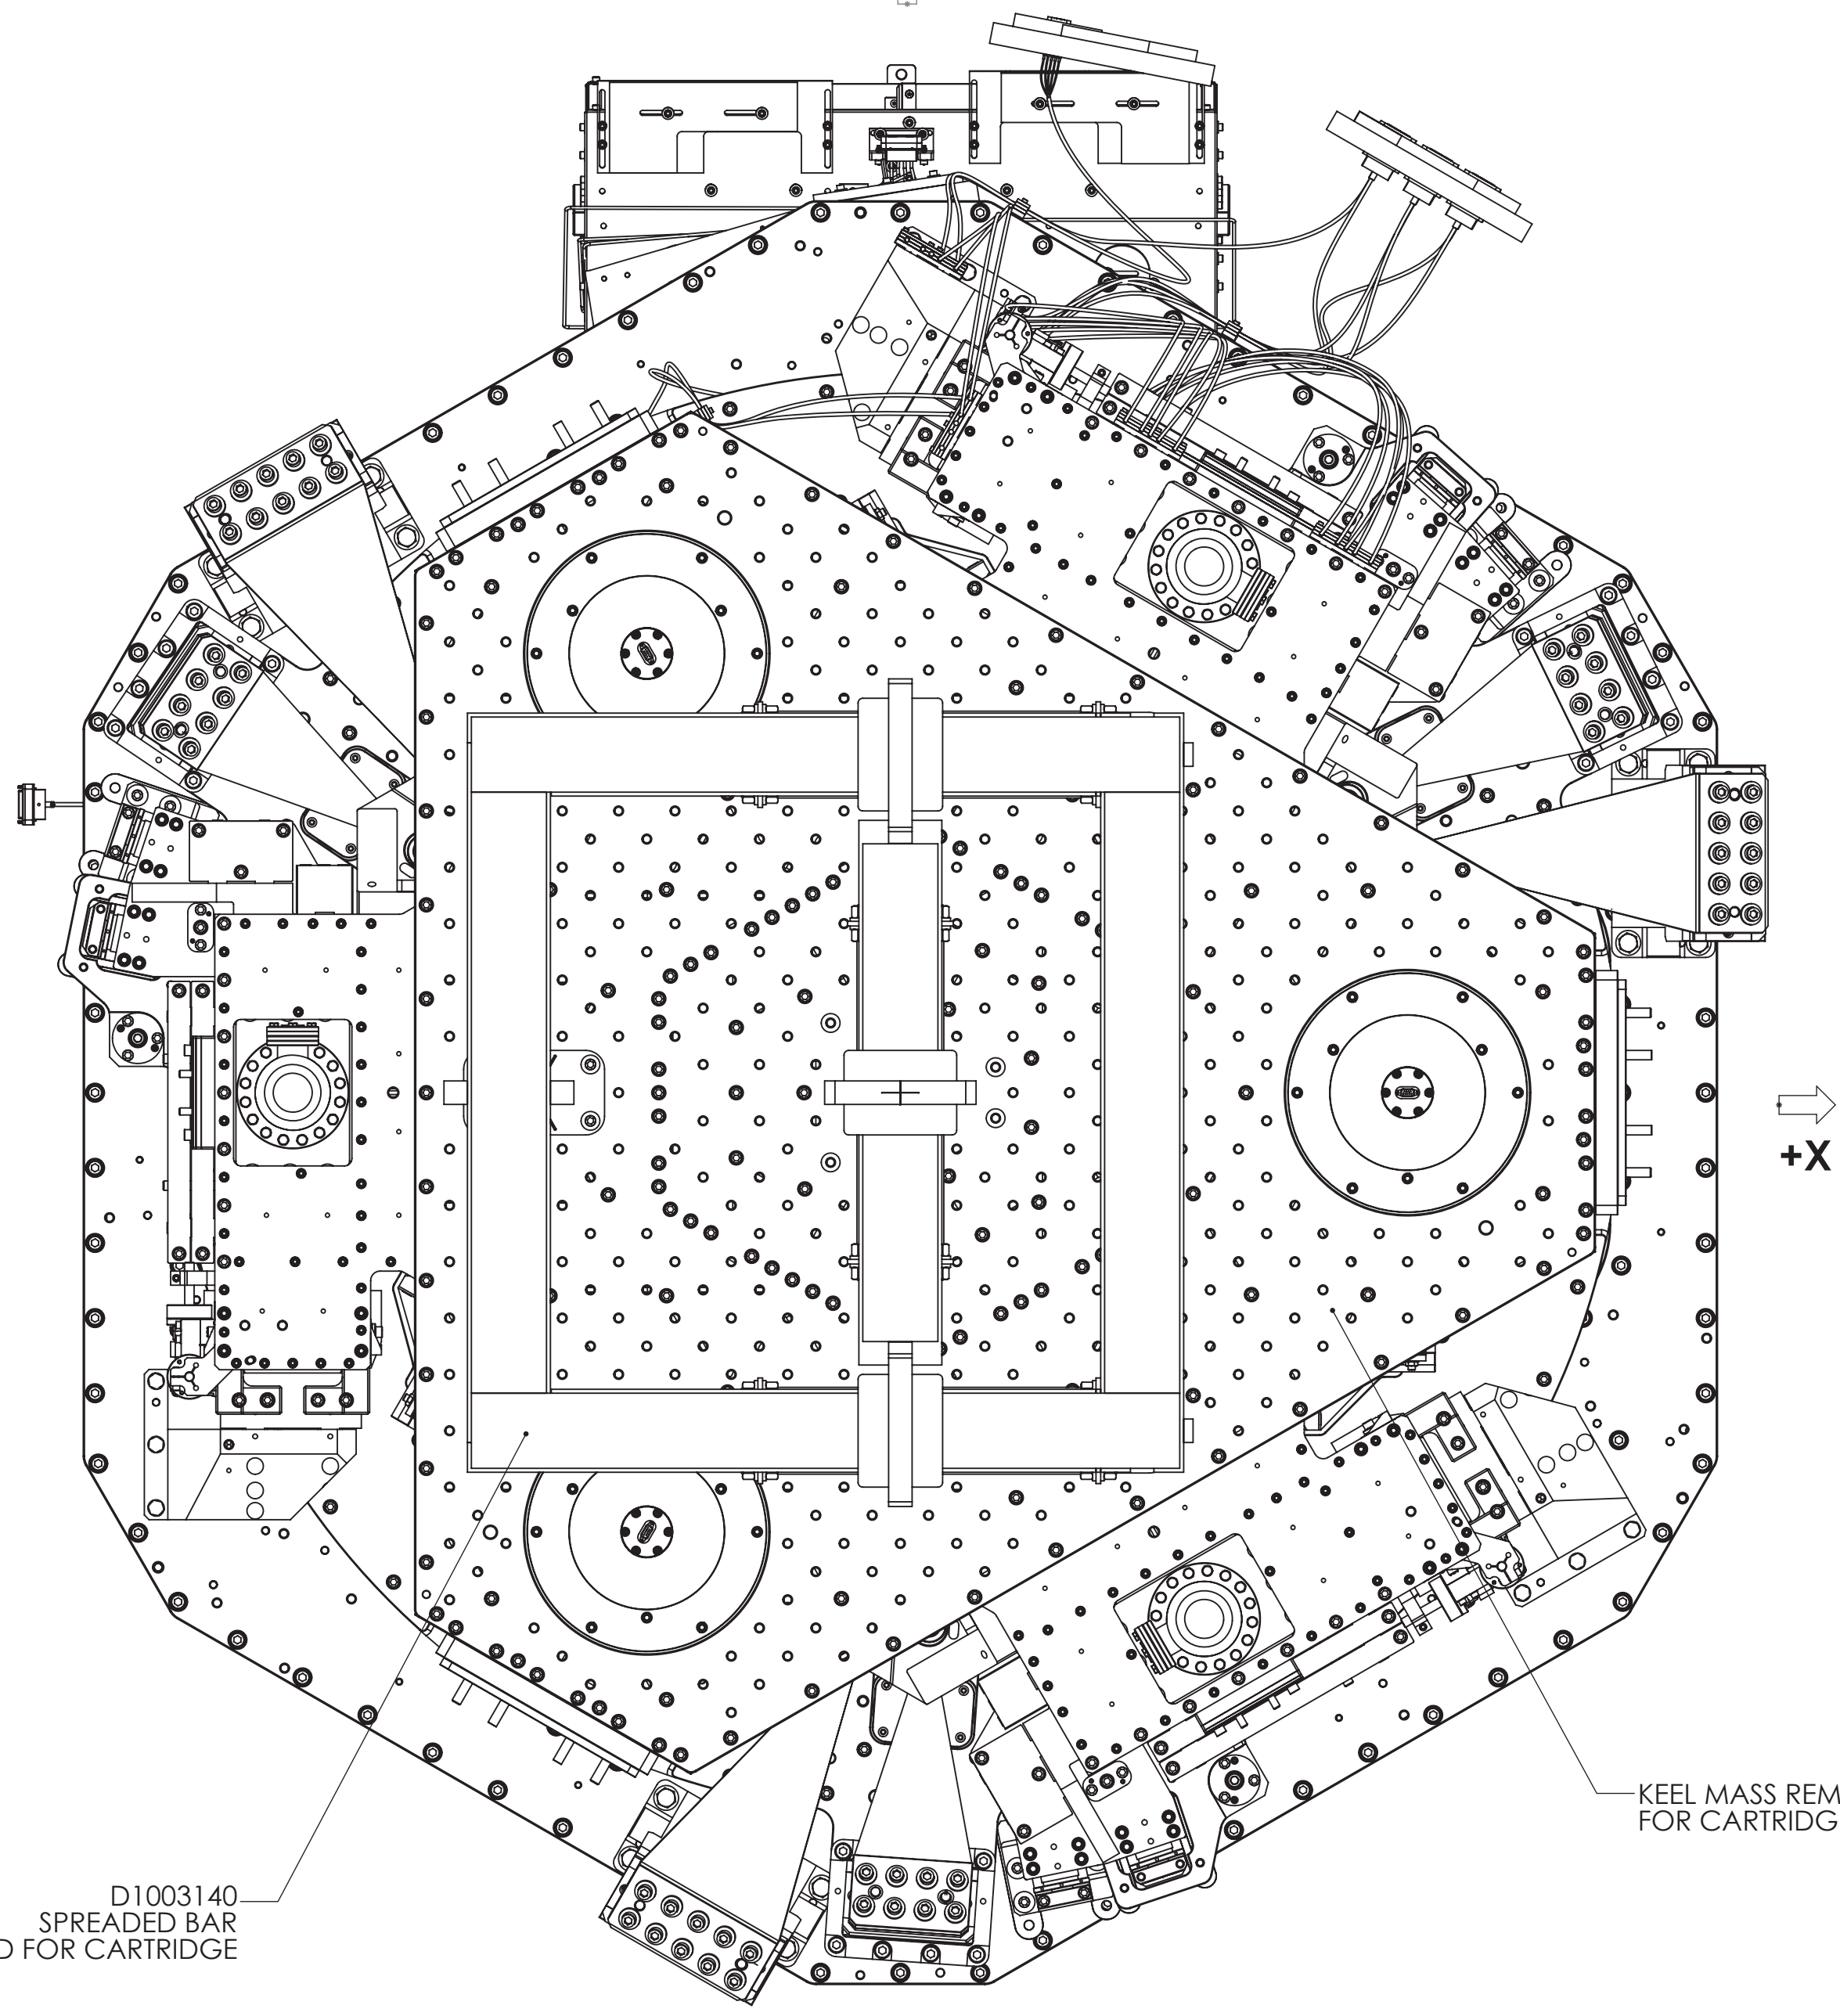 +X
KEEL MASS REM
FOR CARTRIDG
D1003140
SPREADED BAR
D FOR CARTRIDGE